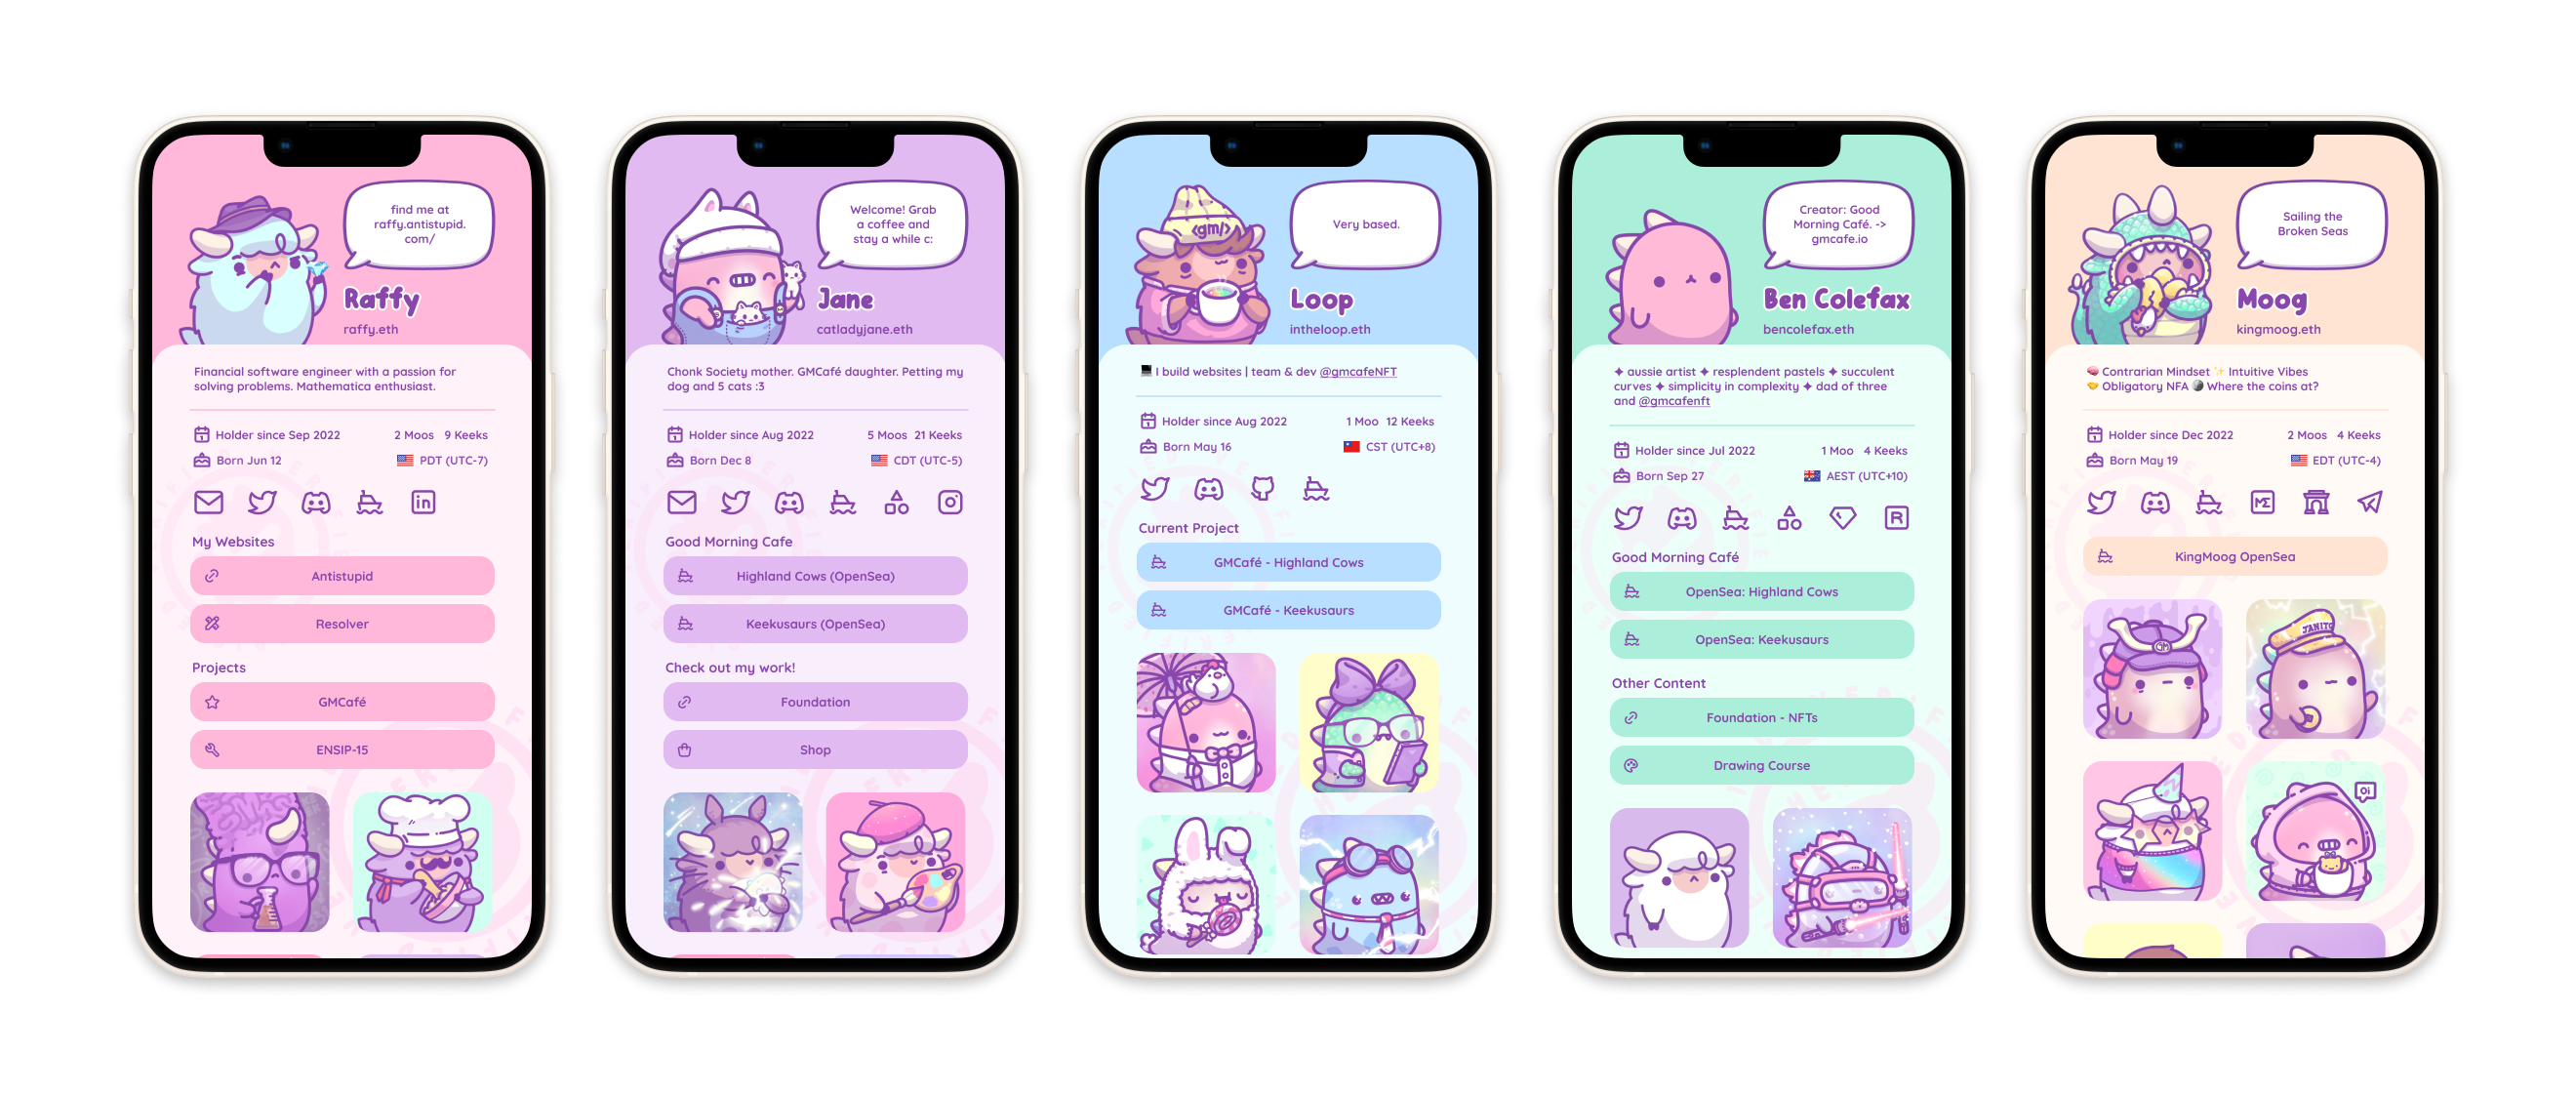 find me at
raffy.antistupid.
com/
Raffy
raffy.eth
Financial software engineer with a passion for
solving problems. Mathematica enthusiast.
Holder since Sep 2022
2 Moos 9 Keeks
Born Jun 12
PDT (UTC-7)
My Websites
Antistupid
Resolver
Projects
GMCafé
ENSIP-15
Welcome! Grab
a coffee and
stay a while c:
Jane
catladyjane.eth
Chonk Society mother. GMCafé daughter. Petting my
dog and 5 cats :3
Holder since Aug 2022
5 Moos 21 Keeks
Born Dec 8
CDT (UTC-5)
Good Morning Cafe
Highland Cows (OpenSea)
Keekusaurs (OpenSea)
Check out my work!
Foundation
Shop
<gm/>
Very based.
Loop
intheloop.eth
I build websites | team & dev @gmcafeNFT
Holder since Aug 2022
1 Moo 12 Keeks
Born May 16
CST (UTC+8)
Current Project
GMCafé - Highland Cows
GMCafé - Keekusaurs
Creator: Good
Morning Café. ->
gmcafe.io
Ben Colefax
bencolefax.eth
✦ aussie artist ✦ resplendent pastels ✦ succulent
curves ✦ simplicity in complexity ✦ dad of three
and @gmcafenft
Holder since Jul 2022
1 Moo 4 Keeks
Born Sep 27
AEST (UTC+10)
Good Morning Café
OpenSea: Highland Cows
OpenSea: Keekusaurs
Other Content
Foundation - NFTs
Drawing Course
Sailing the
Broken Seas
Moog
kingmoog.eth
🧠 Contrarian Mindset ✨ Intuitive Vibes
🤝 Obligatory NFA 🌑 Where the coins at?
Holder since Dec 2022
2 Moos 4 Keeks
Born May 19
EDT (UTC-4)
KingMoog OpenSea
GM
JANITO
Oi